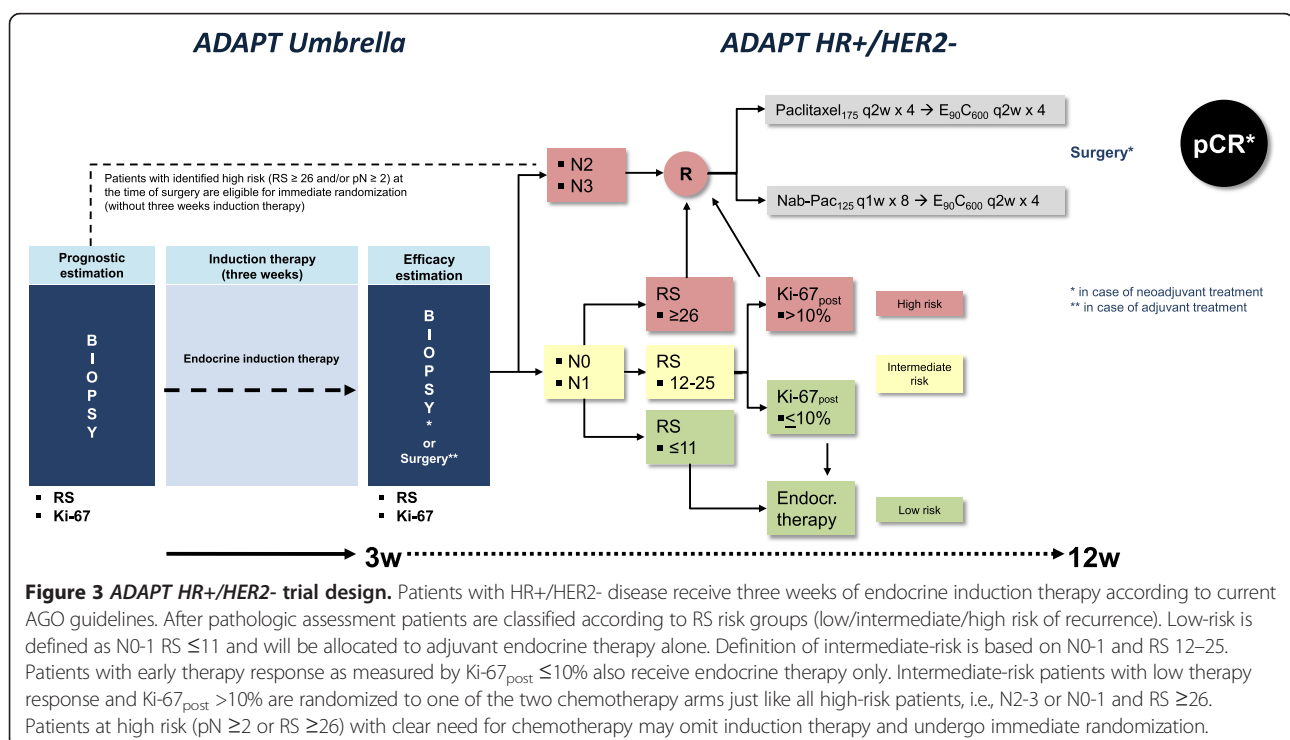 ADAPT Umbrella
ADAPT HR+/HER2-
Paclitaxel175 q2w x 4 → E90C600 q2w x 4
Surgery*
pCR*
Nab-Pac125 q1w x 8 → E90C600 q2w x 4
▪ N2
▪ N3
R
Patients with identified high risk (RS ≥ 26 and/or pN ≥ 2) at
the time of surgery are eligible for immediate randomization
(without three weeks induction therapy)
Prognostic
estimation
Induction therapy
(three weeks)
Efficacy
estimation
BIOPSY
Endocrine induction therapy
BIOPSY
*
or
Surgery**
▪ RS
▪ Ki-67
▪ RS
▪ Ki-67
▪ N0
▪ N1
RS
▪ ≥26
RS
▪ 12-25
RS
▪ ≤11
Ki-67post
▪>10%
Ki-67post
▪≤10%
Endocr.
therapy
High risk
Intermediate
risk
Low risk
* in case of neoadjuvant treatment
** in case of adjuvant treatment
3w
12w
Figure 3 ADAPT HR+/HER2- trial design. Patients with HR+/HER2- disease receive three weeks of endocrine induction therapy according to current
AGO guidelines. After pathologic assessment patients are classified according to RS risk groups (low/intermediate/high risk of recurrence). Low-risk is
defined as N0-1 RS ≤11 and will be allocated to adjuvant endocrine therapy alone. Definition of intermediate-risk is based on N0-1 and RS 12–25.
Patients with early therapy response as measured by Ki-67post ≤10% also receive endocrine therapy only. Intermediate-risk patients with low therapy
response and Ki-67post >10% are randomized to one of the two chemotherapy arms just like all high-risk patients, i.e., N2-3 or N0-1 and RS ≥26.
Patients at high risk (pN ≥2 or RS ≥26) with clear need for chemotherapy may omit induction therapy and undergo immediate randomization.